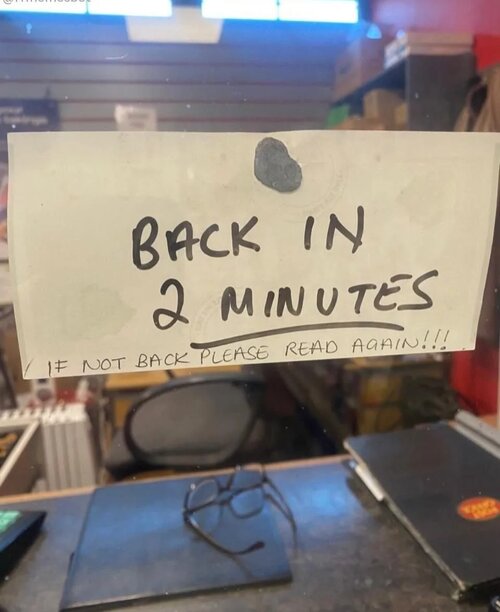 BACK IN
2 MINUTES
IF NOT BACK PLEASE READ AGAIN!!!